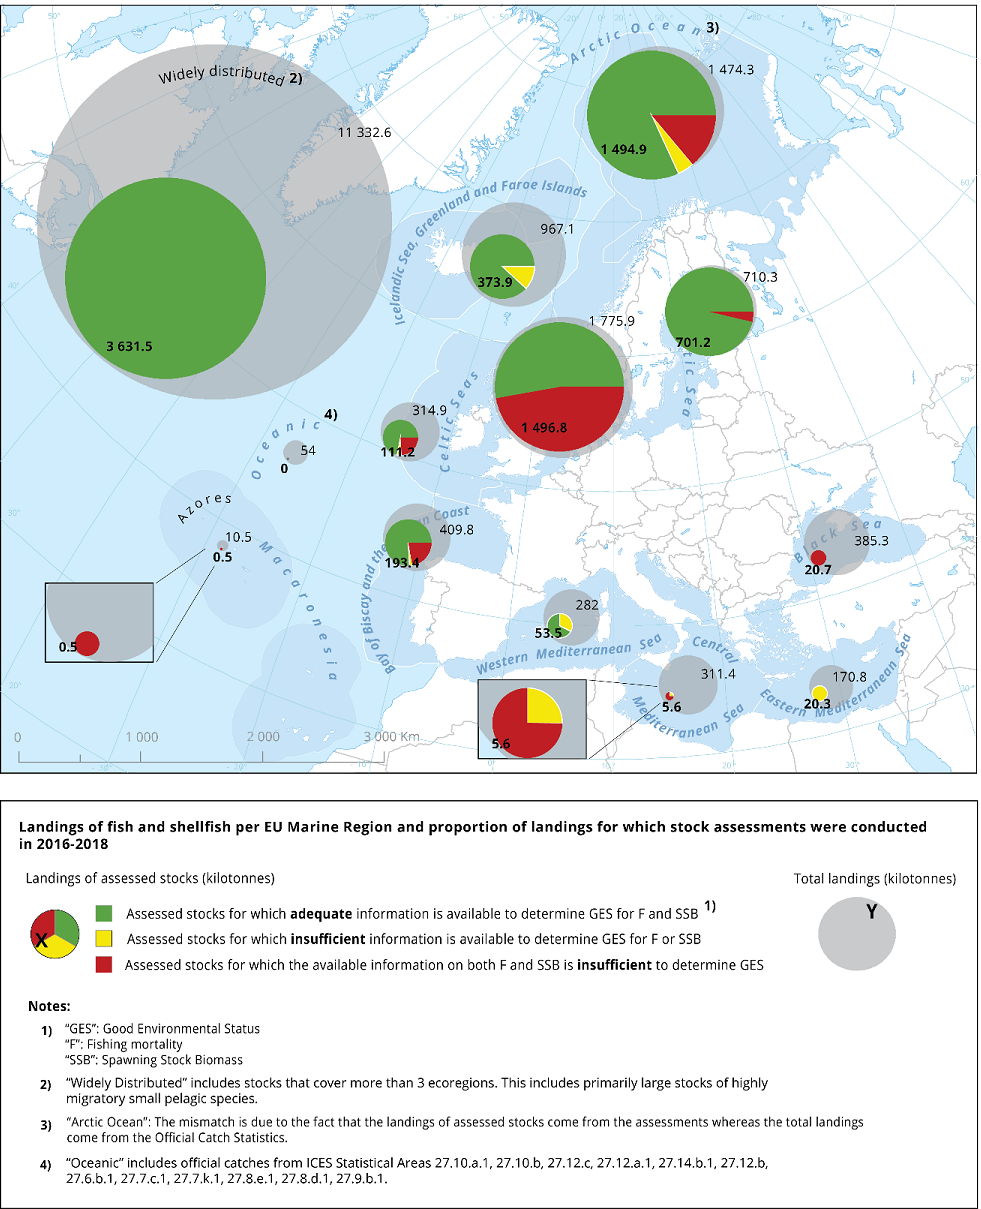 Arctic Ocean 3)
Widely distributed 2)
1 474.3
11 332.6
1 494.9
Icelandic Sea, Greenland and Faroe Islands
967.1
373.9
710.3
701.2
tic Sea
3 631.5
1 775.9
1 496.8
Oceanic 4)
54
0
314.9
111.2
Celtic Seas
Azores
10.5
0.5
Macaronesia
0.5
409.8
193.4
Bay of Biscay and the n Coast
Black Sea
385.3
20.7
282
53.5
Western Mediterranean Sea
Central
Mediterranean Sea
311.4
5.6
5.6
170.8
20.3
Eastern Mediterranean Sea
0 1 000 2 000 3 000 Km
Landings of fish and shellfish per EU Marine Region and proportion of landings for which stock assessments were conducted
in 2016-2018
Landings of assessed stocks (kilotonnes)
Total landings (kilotonnes)
X
Y
Assessed stocks for which adequate information is available to determine GES for F and SSB 1)
Assessed stocks for which insufficient information is available to determine GES for F or SSB
Assessed stocks for which the available information on both F and SSB is insufficient to determine GES
Notes:
1) “GES”: Good Environmental Status
“F”: Fishing mortality
“SSB”: Spawning Stock Biomass
2) “Widely Distributed” includes stocks that cover more than 3 ecoregions. This includes primarily large stocks of highly
migratory small pelagic species.
3) “Arctic Ocean”: The mismatch is due to the fact that the landings of assessed stocks come from the assessments whereas the total landings
come from the Official Catch Statistics.
4) “Oceanic” includes official catches from ICES Statistical Areas 27.10.a.1, 27.10.b, 27.12.c, 27.12.a.1, 27.14.b.1, 27.12.b,
27.6.b.1, 27.7.c.1, 27.7.k.1, 27.8.e.1, 27.8.d.1, 27.9.b.1.